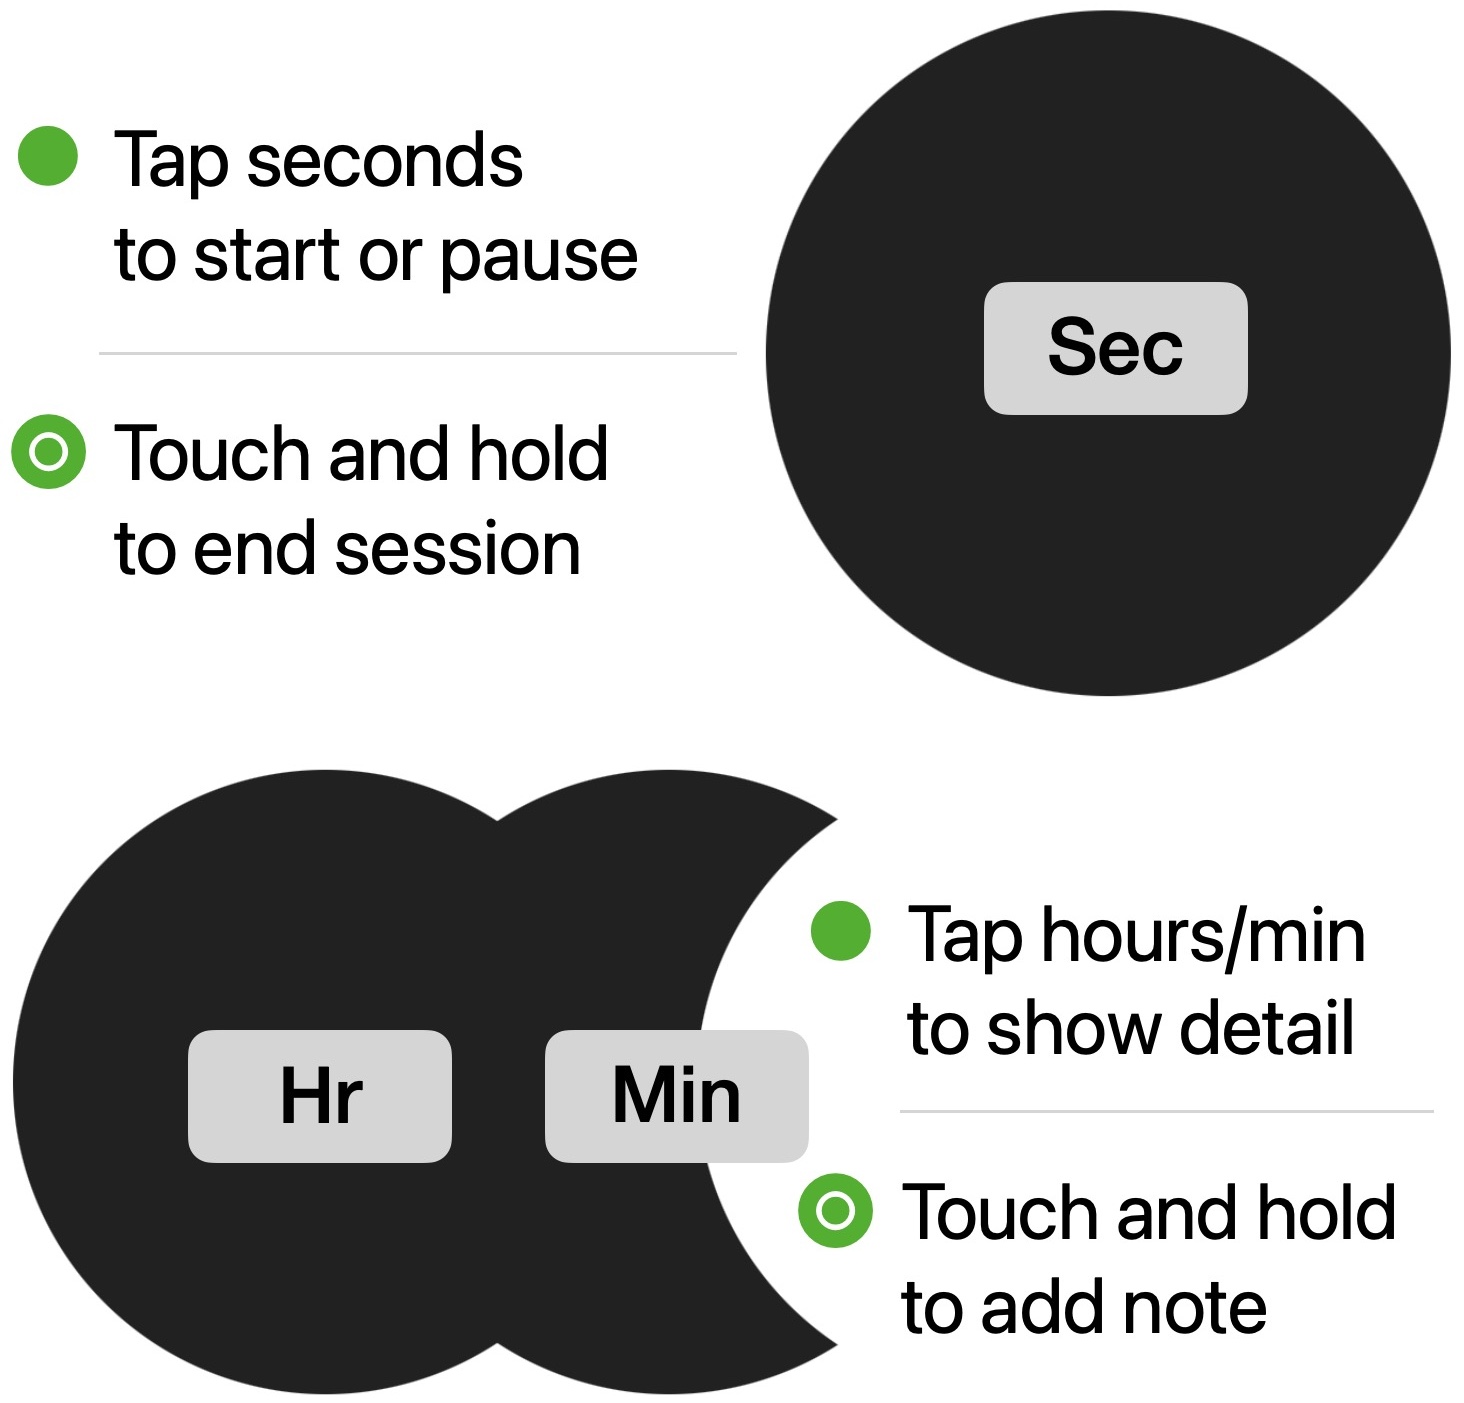 Tap seconds
to start or pause
Touch and hold
to end session
Sec
Hr
Min
Tap hours/min
to show detail
Touch and hold
to add note